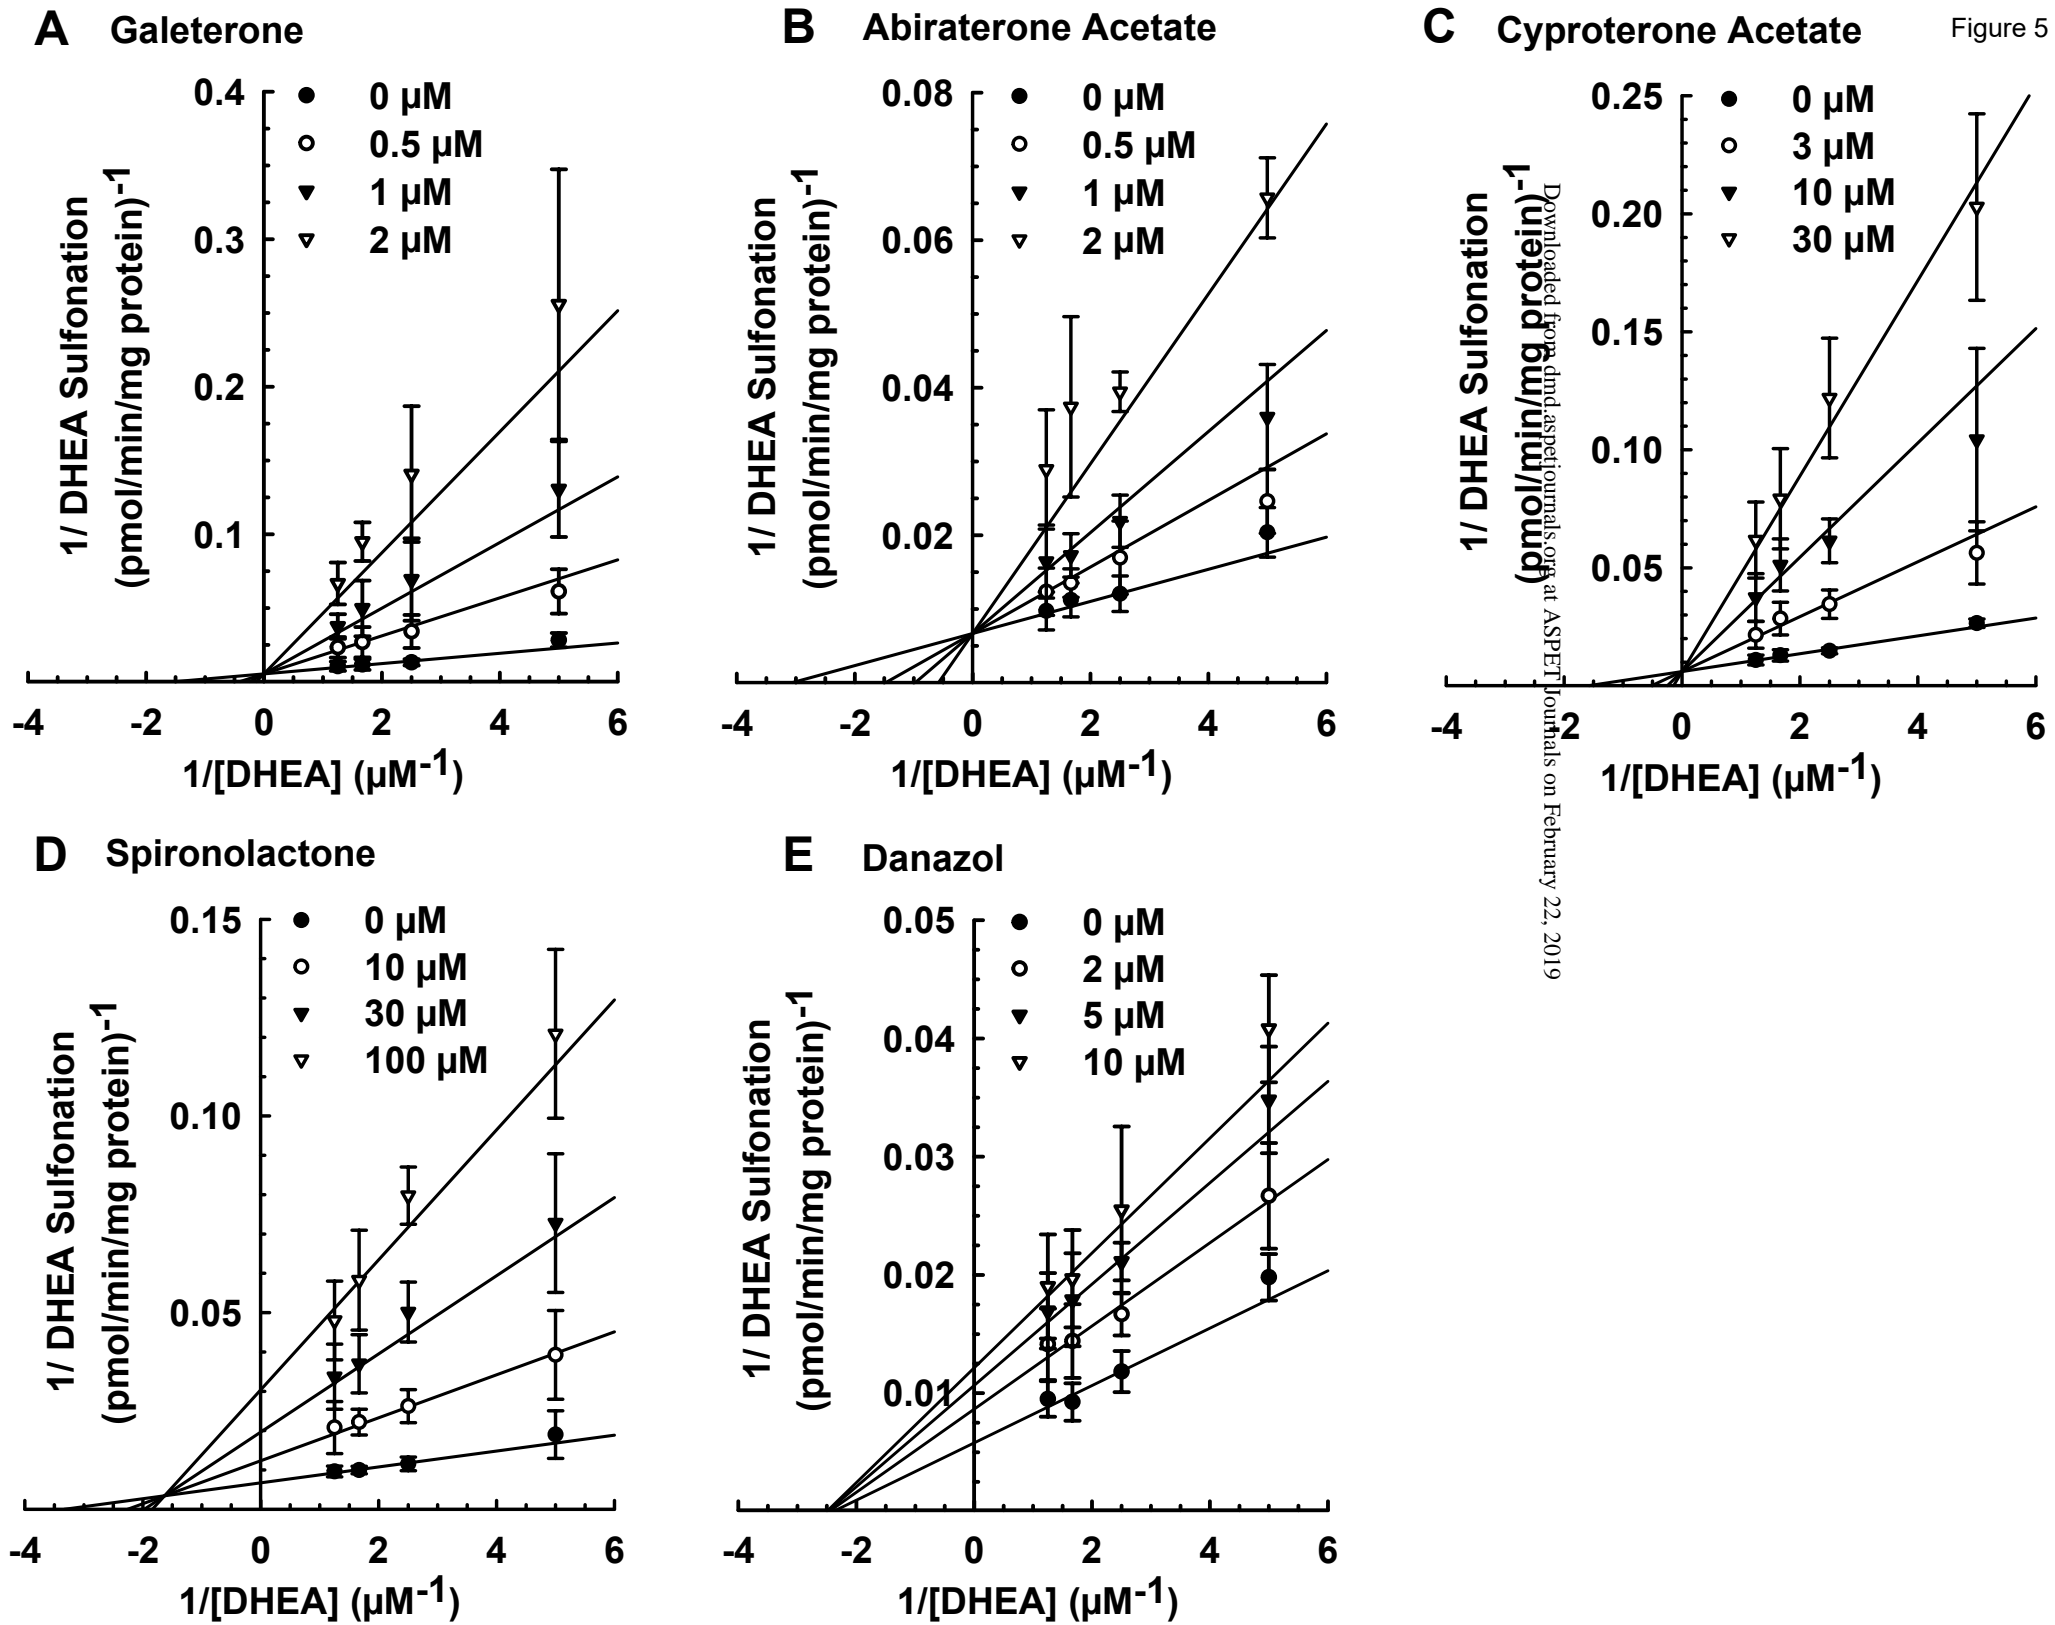 A Galeterone
0.4
0.3
0.2
0.1
0 µM
0.5 µM
1 µM
2 µM
1/ DHEA Sulfonation
(pmol/min/mg protein)-1
-4 -2 0 2 4 6
1/[DHEA] (µM-1)
B Abiraterone Acetate
0.08
0.06
0.04
0.02
0 µM
0.5 µM
1 µM
2 µM
1/ DHEA Sulfonation
(pmol/min/mg protein)-1
-4 -2 0 2 4 6
1/[DHEA] (µM-1)
C Cyproterone Acetate
Figure 5
0.25
0.20
0.15
0.10
0.05
0 µM
3 µM
10 µM
30 µM
1/ DHEA Sulfonation
(pmol/min/mg protein)-1
-4 -2 0 2 4 6
1/[DHEA] (µM-1)
Downloaded from dmd.aspetjournals.org at ASPET Journals on February 22, 2019
D Spironolactone
0.15
0.10
0.05
0 µM
10 µM
30 µM
100 µM
1/ DHEA Sulfonation
(pmol/min/mg protein)-1
-4 -2 0 2 4 6
1/[DHEA] (µM-1)
E Danazol
0.05
0.04
0.03
0.02
0.01
0 µM
2 µM
5 µM
10 µM
1/ DHEA Sulfonation
(pmol/min/mg protein)-1
-4 -2 0 2 4 6
1/[DHEA] (µM-1)